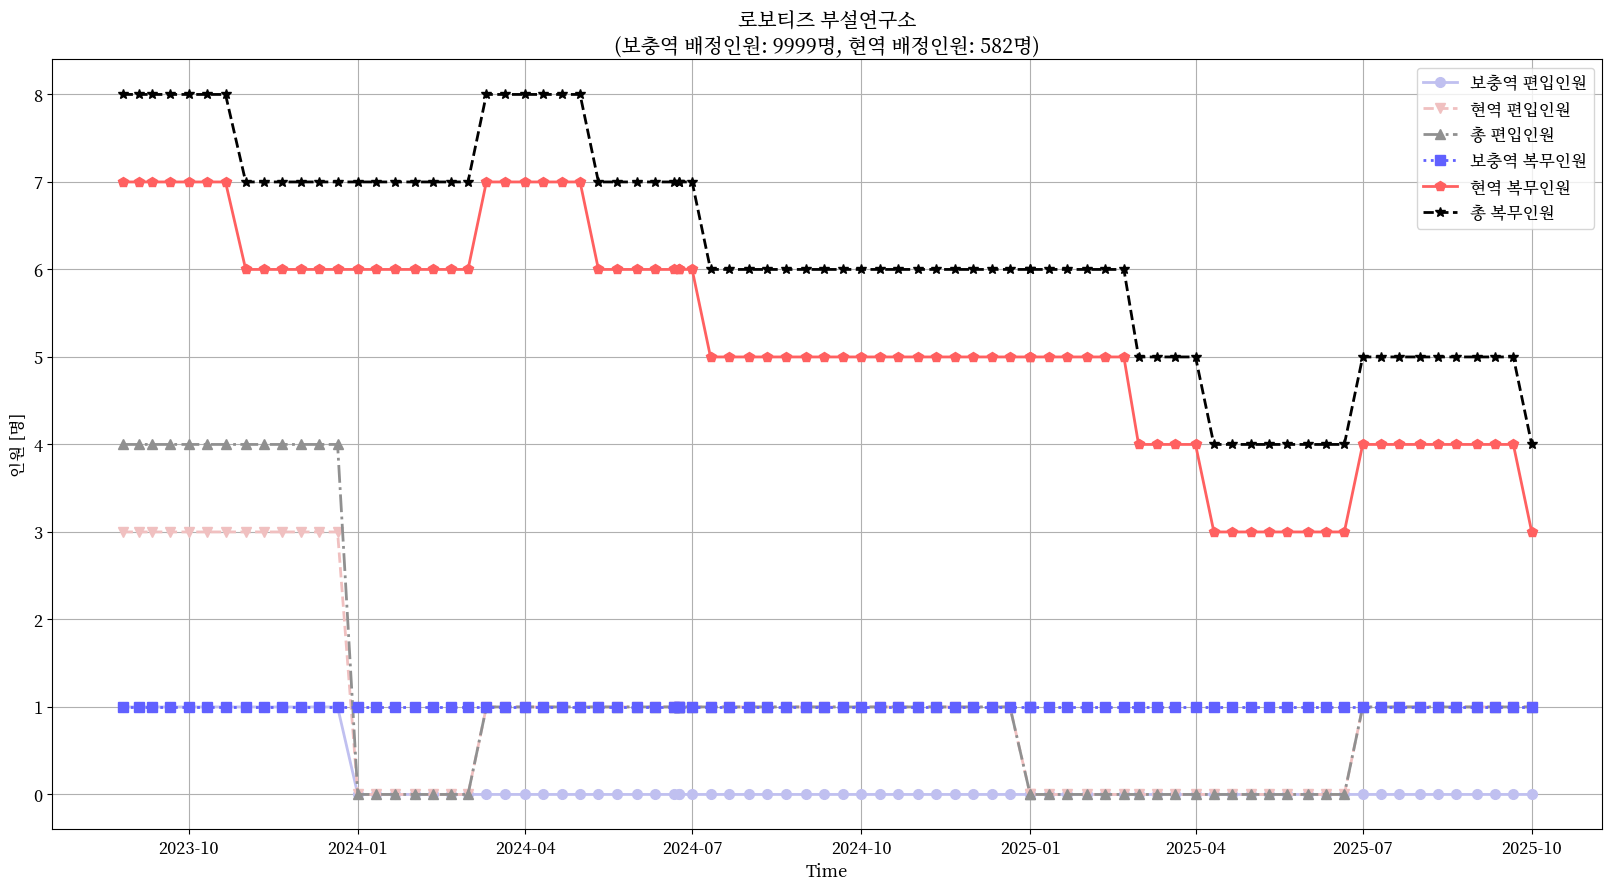 로보티즈 부설연구소
(보충역 배정인원: 9999명, 현역 배정인원: 582명)
보충역 편입인원
현역 편입인원
총 편입인원
보충역 복무인원
현역 복무인원
총 복무인원
인원 [명]
8
7
6
5
4
3
2
1
0
2023-10
2024-01
2024-04
2024-07
2024-10
2025-01
2025-04
2025-07
2025-10
Time